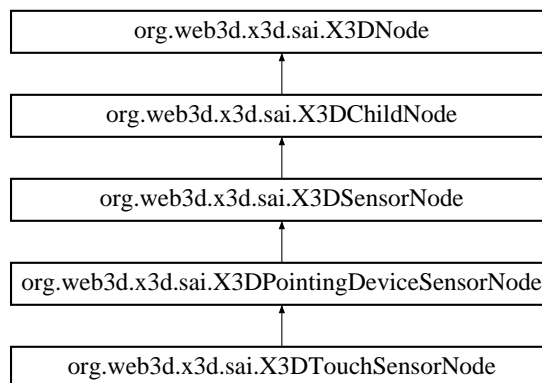 org.web3d.x3d.sai.X3DNode
org.web3d.x3d.sai.X3DChildNode
org.web3d.x3d.sai.X3DSensorNode
org.web3d.x3d.sai.X3DPointingDeviceSensorNode
org.web3d.x3d.sai.X3DTouchSensorNode